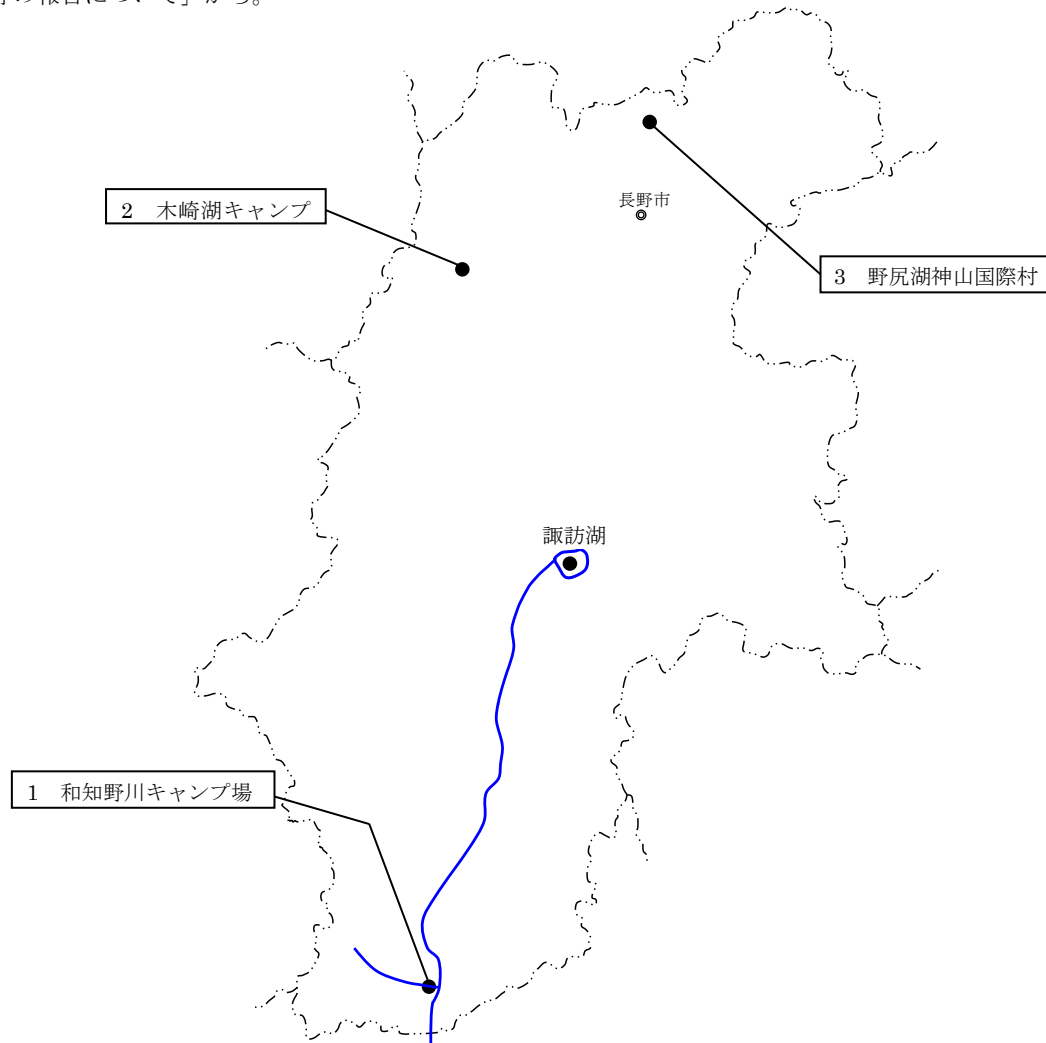 の報告について」から。
長野市
2 木崎湖キャンプ
3 野尻湖神山国際村
諏訪湖
1 和知野川キャンプ場